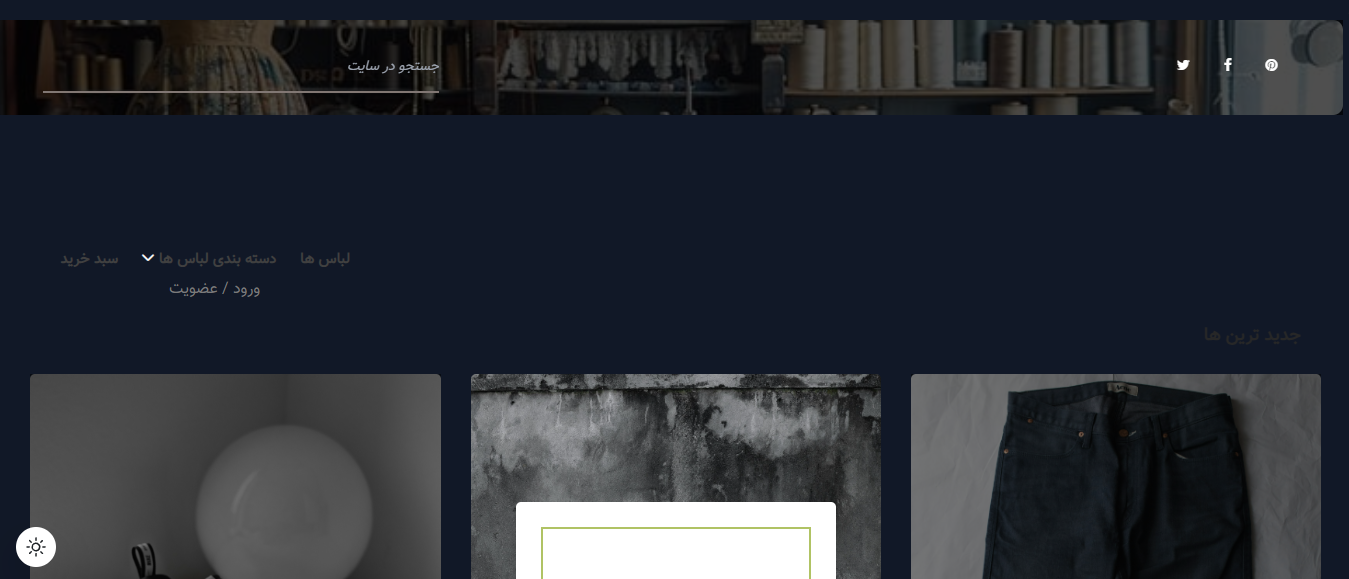 جستجو در سایت
لباس ها
دسته بندی لباس ها
سبد خرید
ورود / عضویت
جدید ترین ها